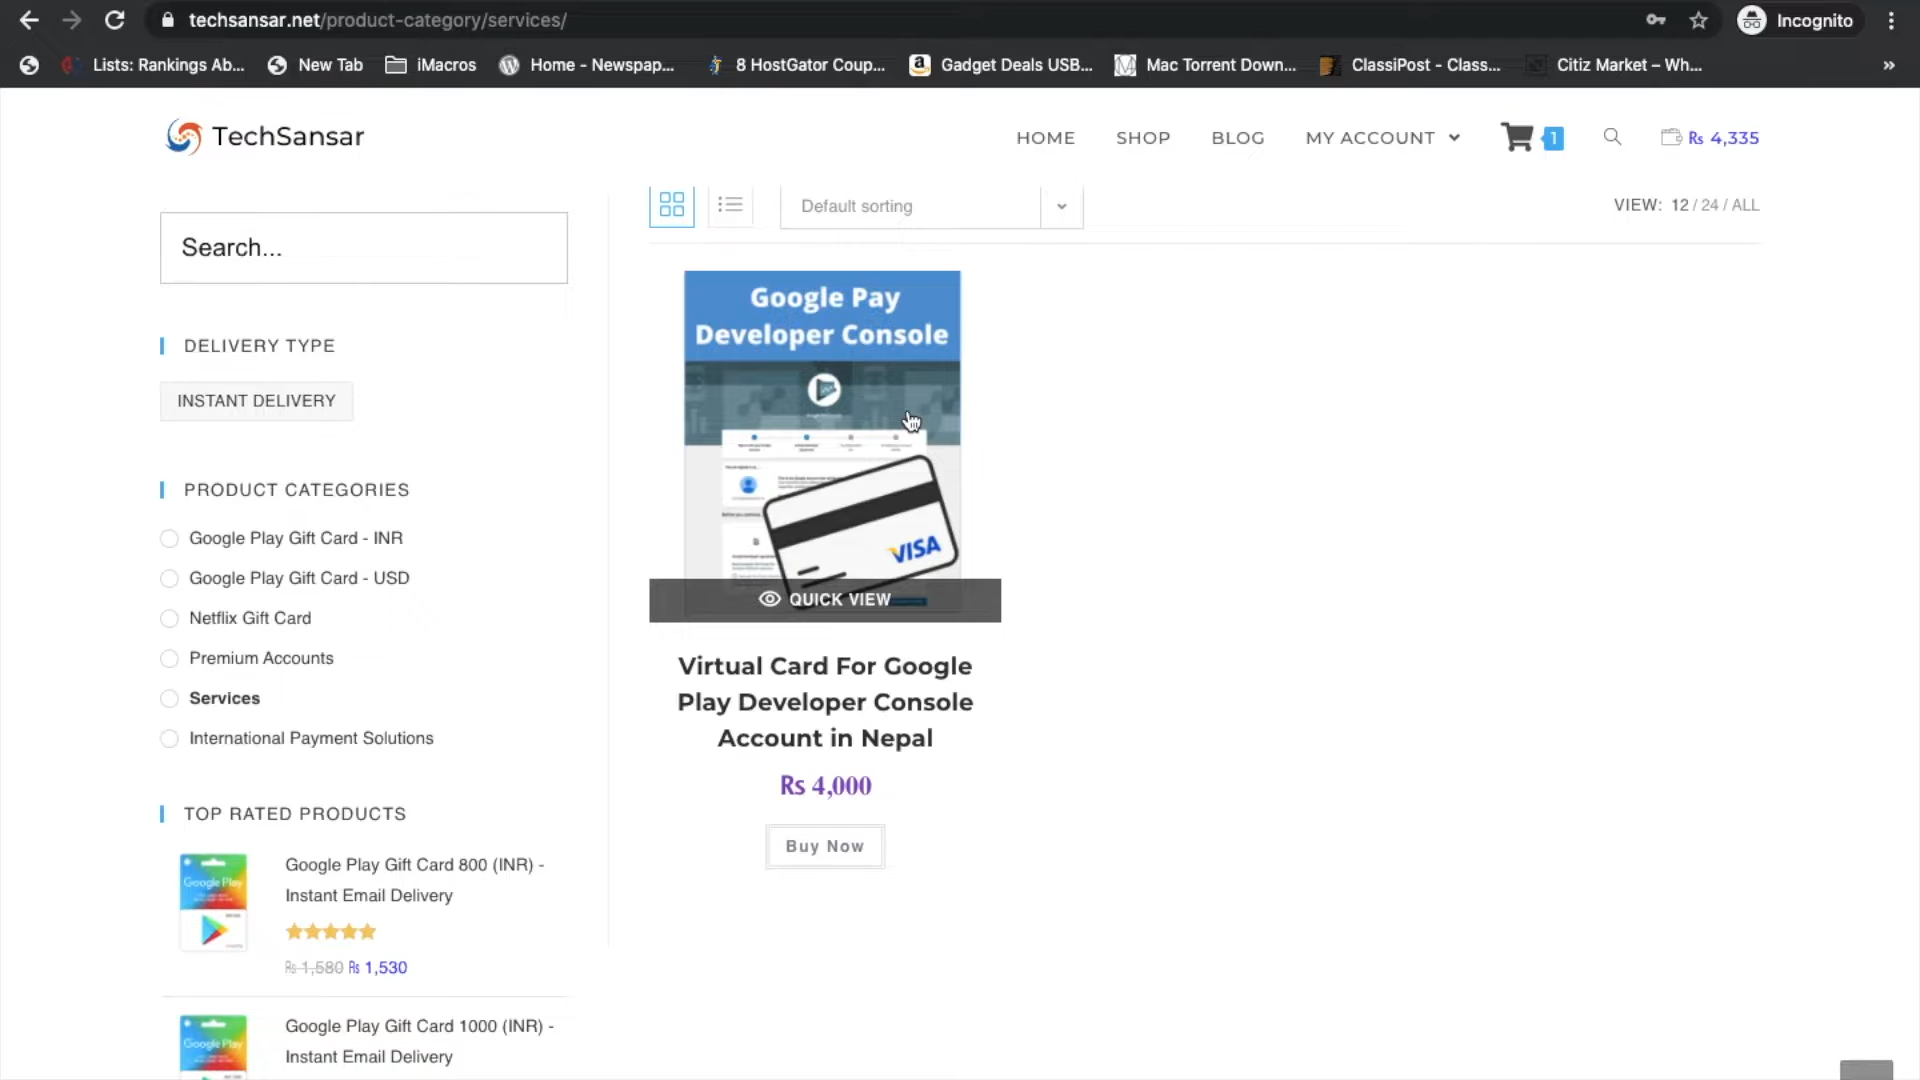 techsansar.net/product-category/services/
Incognito
Lists: Rankings Ab...
New Tab
iMacros
Home - Newspap...
8 HostGator Coup...
Gadget Deals USB...
Mac Torrent Down...
ClassiPost - Class...
Citiz Market – Wh...
»
TechSansar
HOME
SHOP
BLOG
MY ACCOUNT
1
₨ 4,335
Search...
Default sorting
VIEW: 12 / 24 / ALL
DELIVERY TYPE
INSTANT DELIVERY
PRODUCT CATEGORIES
Google Play Gift Card - INR
Google Play Gift Card - USD
Netflix Gift Card
Premium Accounts
Services
International Payment Solutions
TOP RATED PRODUCTS
Google Play
Google Play Gift Card 800 (INR) -
Instant Email Delivery
₨ 1,580 ₨ 1,530
Google Play
Google Play Gift Card 1000 (INR) -
Instant Email Delivery
Google Pay
Developer Console
VISA
QUICK VIEW
Virtual Card For Google
Play Developer Console
Account in Nepal
₨ 4,000
Buy Now